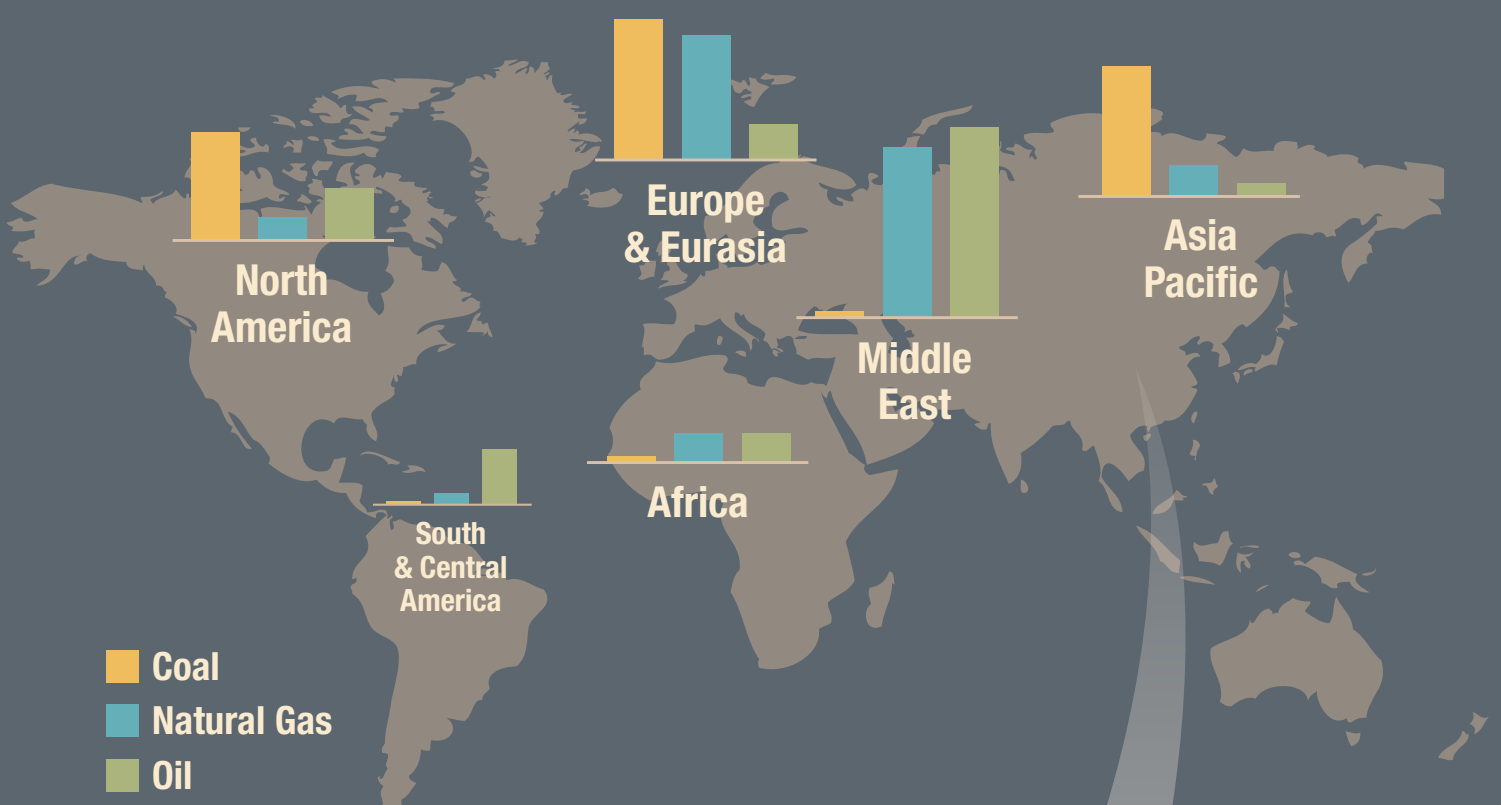 North
America
Europe
& Eurasia
Asia
Pacific
Middle
East
Africa
South
& Central
America
Coal
Natural Gas
Oil